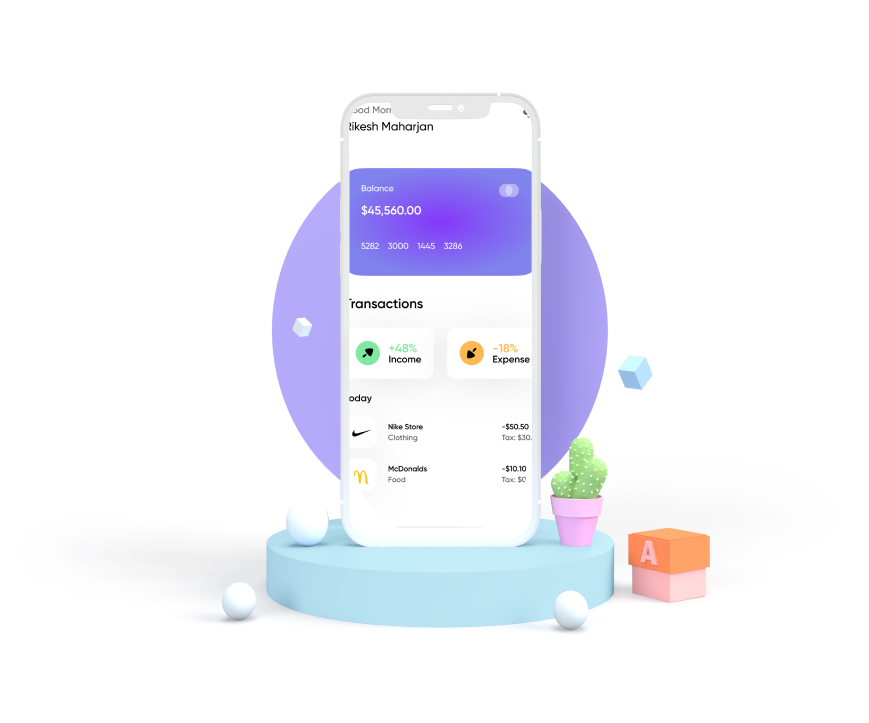 ood Morn
Rikesh Maharjan
Balance
$45,560.00
5282 3000 1445 3286
Transactions
+48%
Income
-18%
Expense
oday
Nike Store
-$50.50
Clothing
Tax: $30.
McDonalds
-$10.10
Food
Tax: $0
A